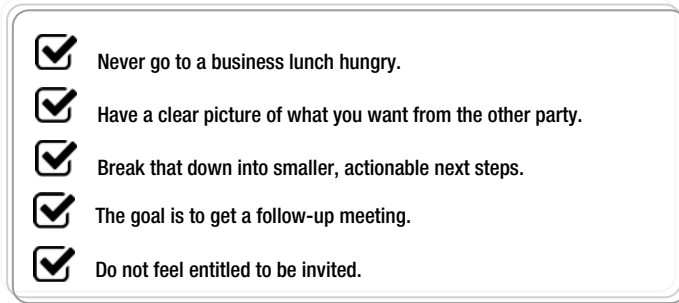 Never go to a business lunch hungry.
Have a clear picture of what you want from the other party.
Break that down into smaller, actionable next steps.
The goal is to get a follow-up meeting.
Do not feel entitled to be invited.